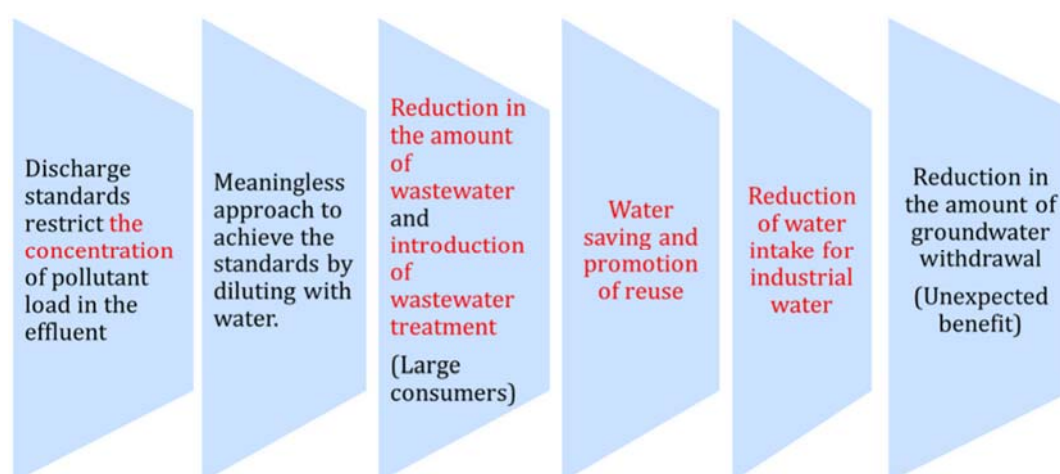 Discharge
standards
restrict the
concentration
of pollutant
load in the
effluent
Meaningless
approach to
achieve the
standards by
diluting with
water.
Reduction in
the amount
of
wastewater
and
introduction
of
wastewater
treatment
(Large
consumers)
Water
saving and
promotion
of reuse
Reduction
of water
intake for
industrial
water
Reduction in
the amount of
groundwater
withdrawal
(Unexpected
benefit)